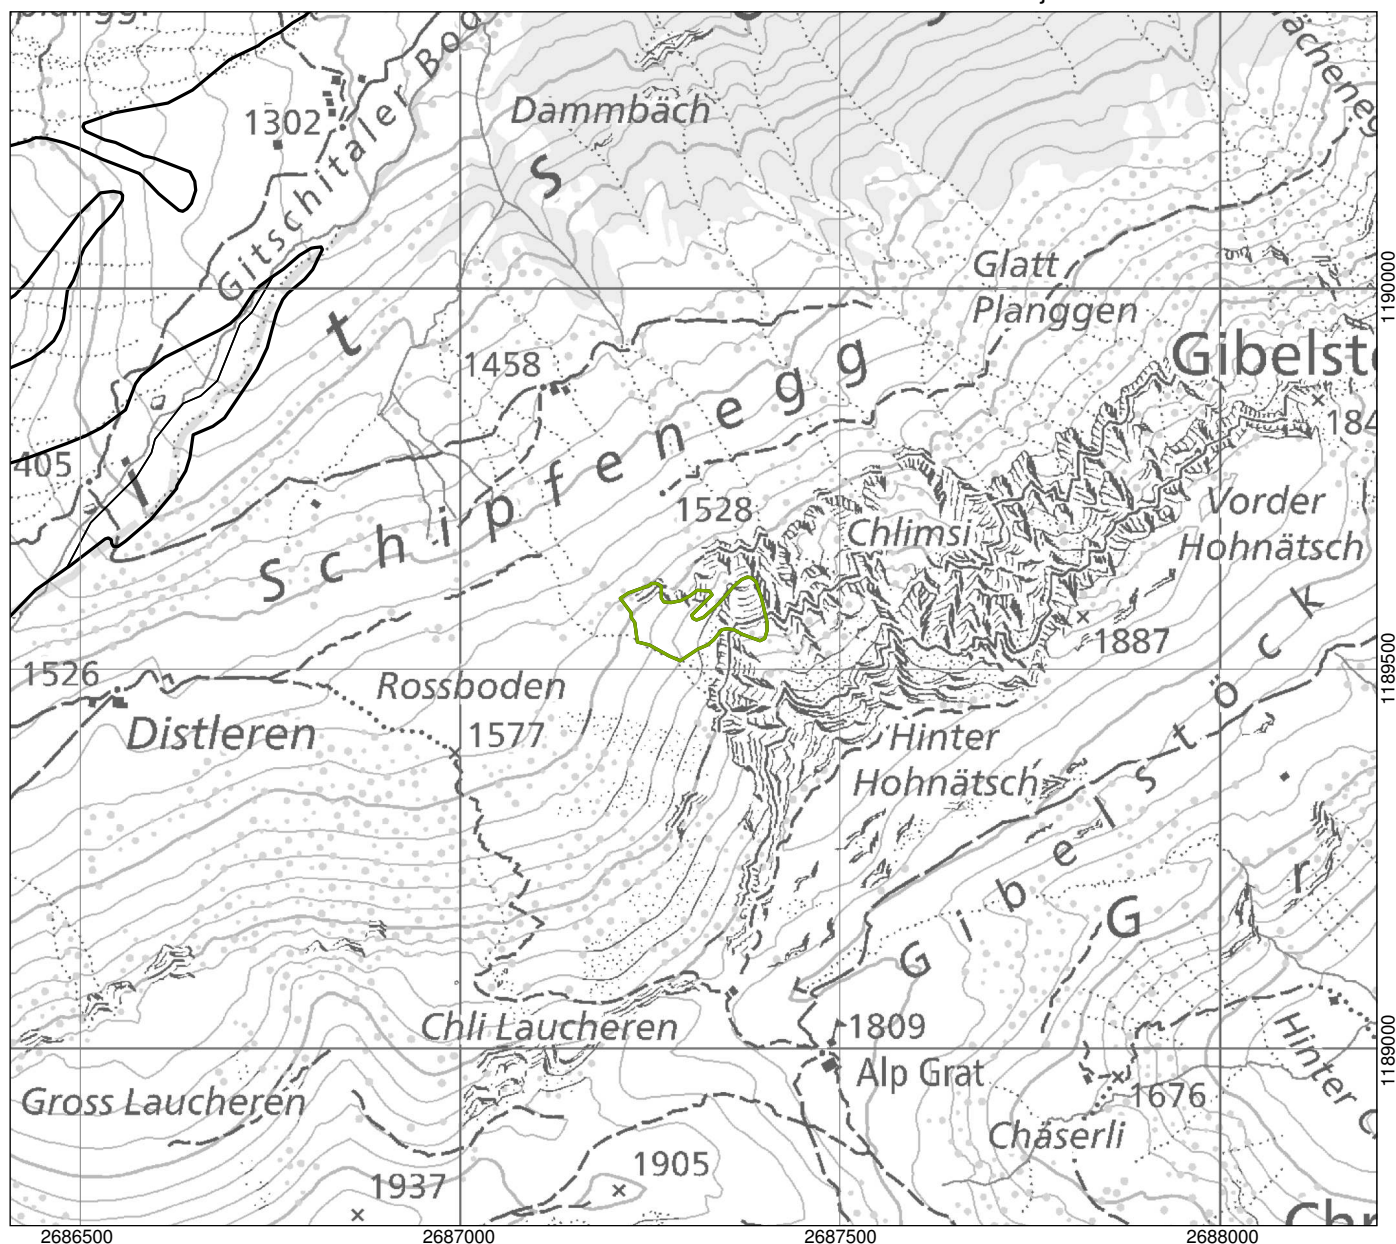 Dammbäch
1302
Gitschitaler Bod
S
Glatt
Planggen
Gibelst
184
t
1458
Schipfenegg
405
i
1528
Chlimsi
Vorder
Hohnätsch
1887
1526
Distleren
Rossboden
1577
Hinter
Hohnätsch
Gibelstöck
G
r
Chli Laucheren
1809
Alp Grat
1676
Chäserli
Hinter
Gross Laucheren
1905
1937
Chr
1190000
1189500
1189000
2686500
2687000
2687500
2688000